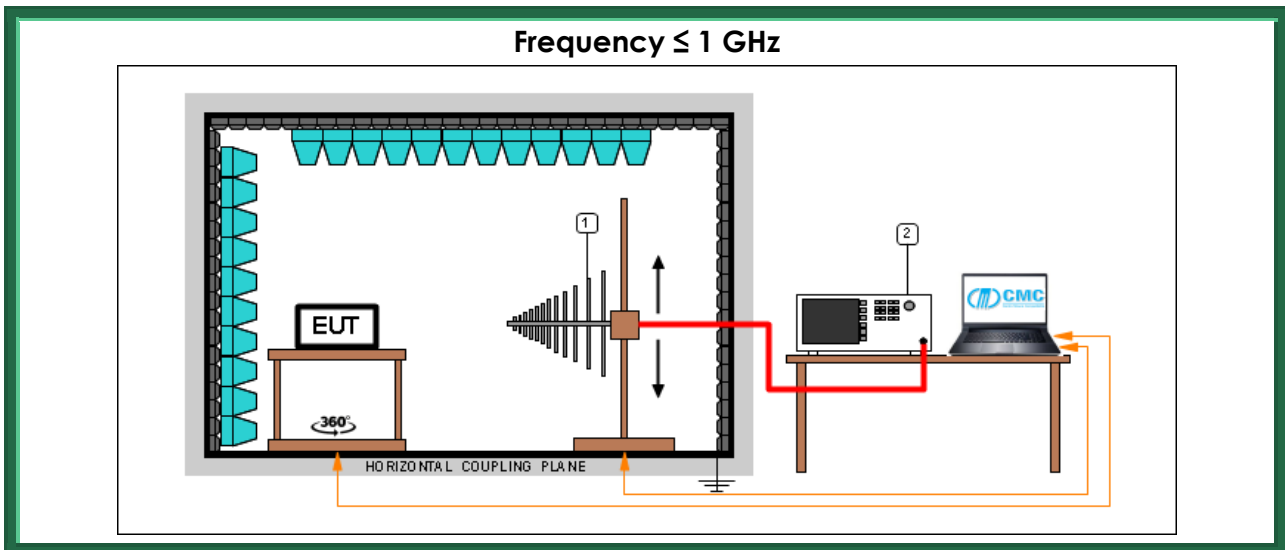 Frequency ≤ 1 GHz
1
2
CMC
EUT
360°
HORIZONTAL COUPLING PLANE